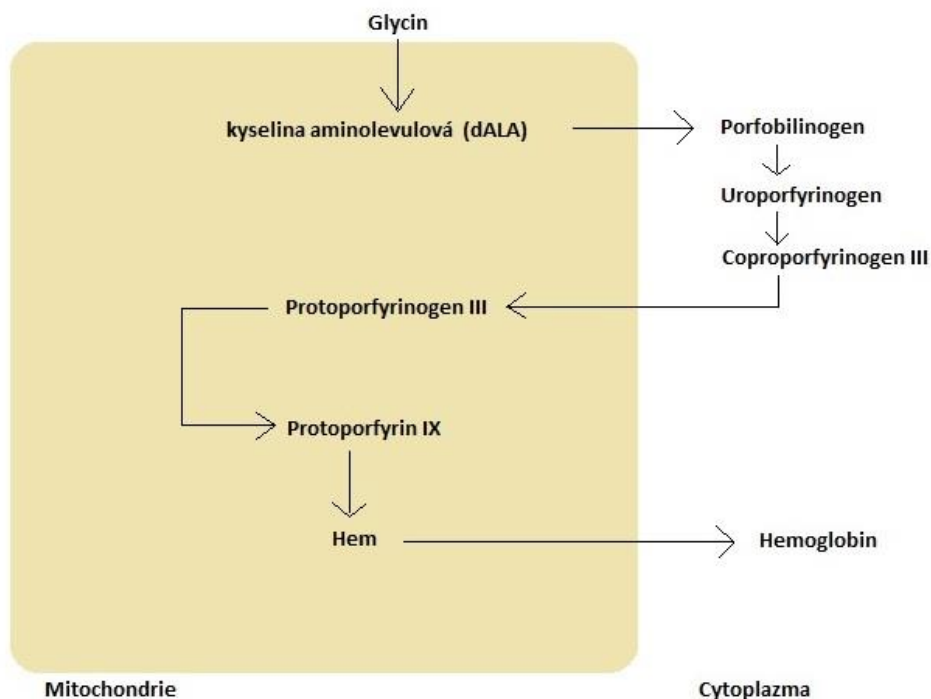 Glycin
kyselina aminolevulová (dALA)
Porfobilinogen
Uroporfyrinogen
Coproporfyrinogen III
Protoporfyrinogen III
Protoporfyrin IX
Hem
Hemoglobin
Mitochondrie
Cytoplazma